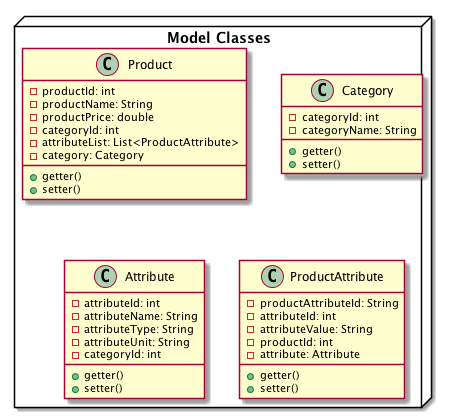 Model Classes
C Product
productId: int
productName: String
productPrice: double
categoryId: int
attributeList: List<ProductAttribute>
category: Category
getter()
setter()
C Category
categoryId: int
categoryName: String
getter()
setter()
C Attribute
attributeId: int
attributeName: String
attributeType: String
attributeUnit: String
categoryId: int
getter()
setter()
C ProductAttribute
productAttributeId: String
attributeId: int
attributeValue: String
productId: int
attribute: Attribute
getter()
setter()